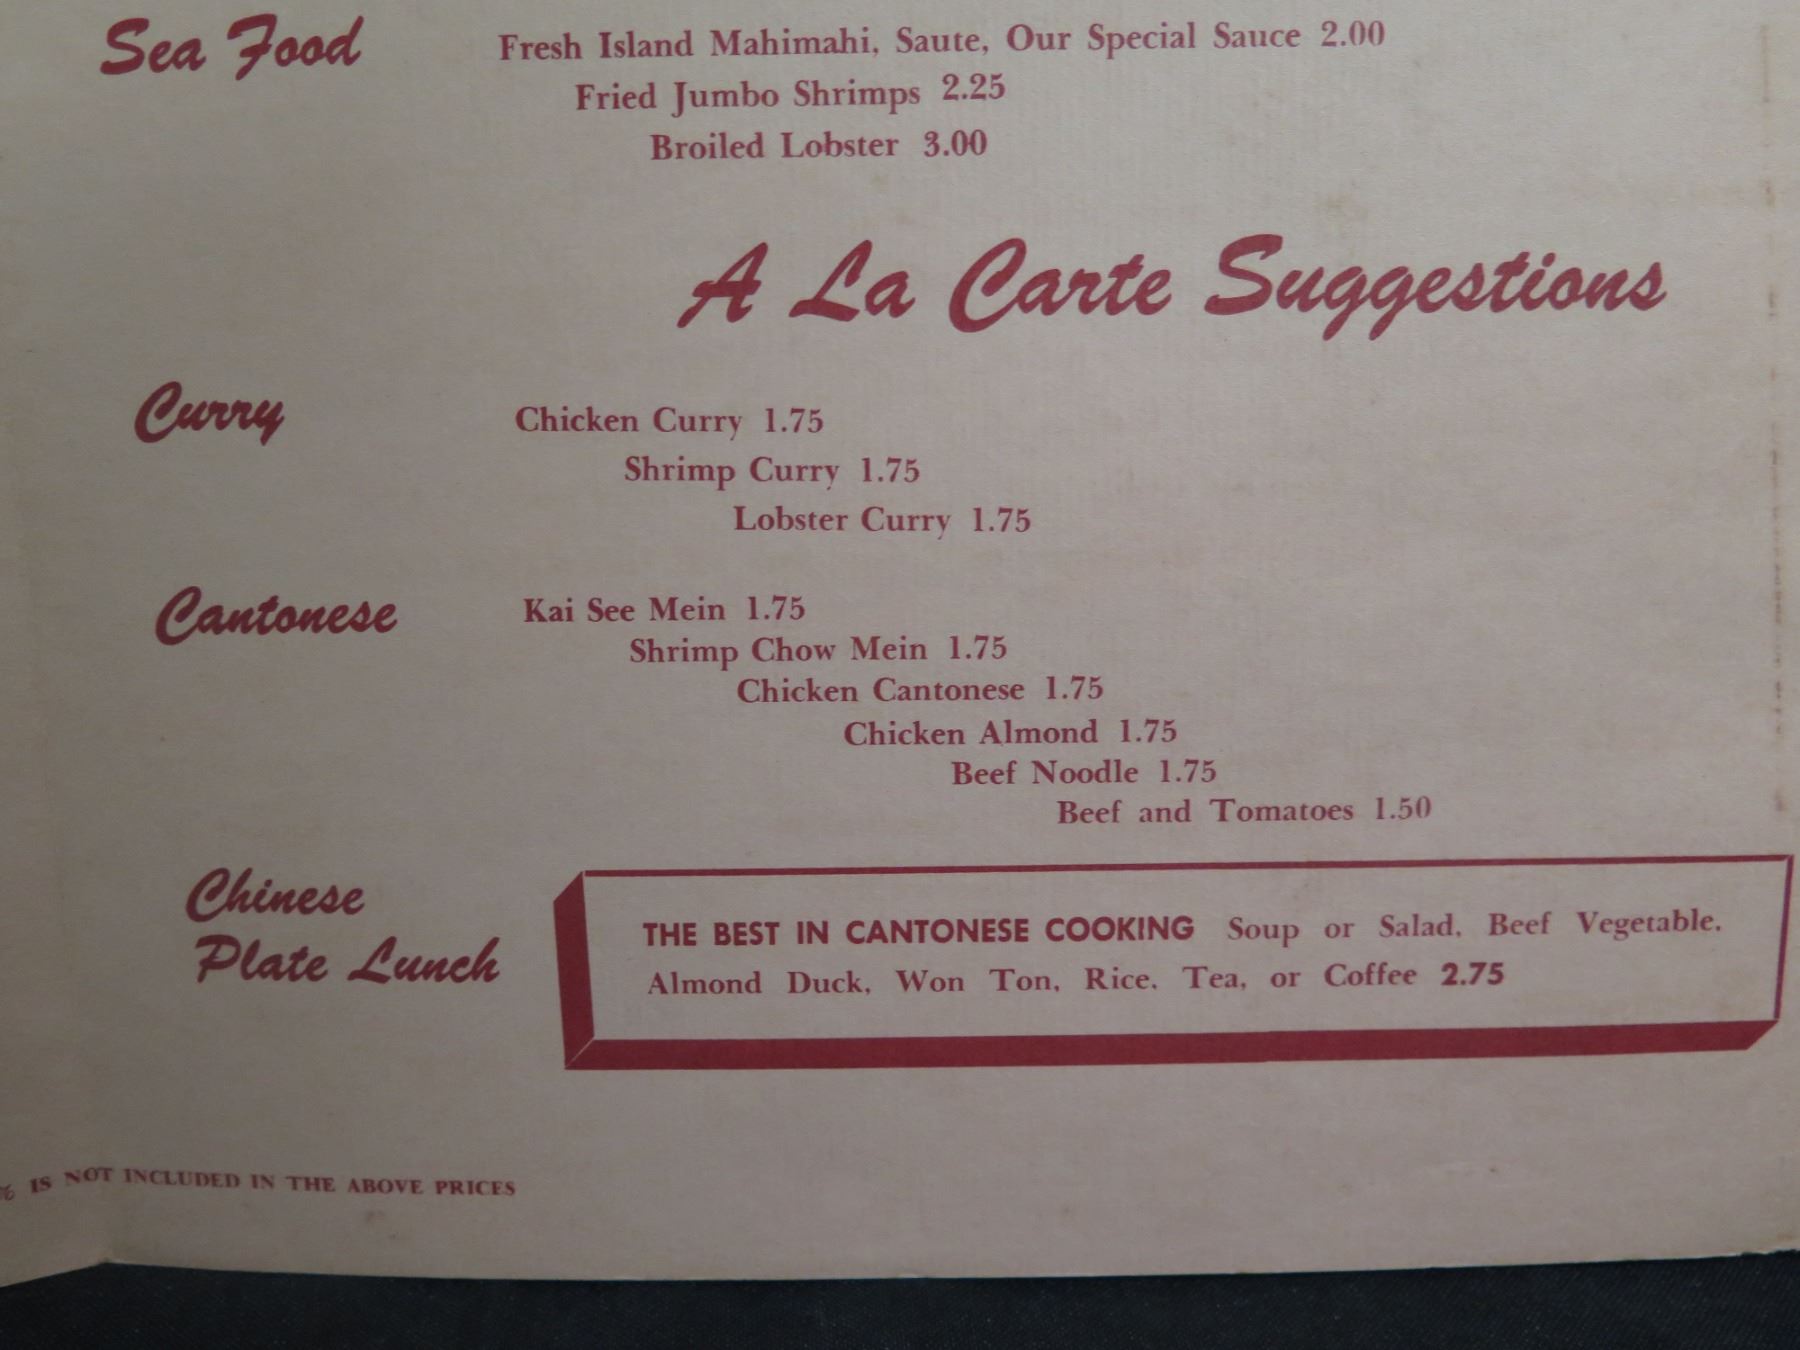 Sea Food
Fresh Island Mahimahi, Saute, Our Special Sauce 2.00
Fried Jumbo Shrimps 2.25
Broiled Lobster 3.00
A La Carte Suggestions
Curry
Chicken Curry 1.75
Shrimp Curry 1.75
Lobster Curry 1.75
Cantonese
Kai See Mein 1.75
Shrimp Chow Mein 1.75
Chicken Cantonese 1.75
Chicken Almond 1.75
Beef Noodle 1.75
Beef and Tomatoes 1.50
Chinese
Plate Lunch
THE BEST IN CANTONESE COOKING Soup or Salad, Beef Vegetable,
Almond Duck, Won Ton, Rice, Tea, or Coffee 2.75
IS NOT INCLUDED IN THE ABOVE PRICES